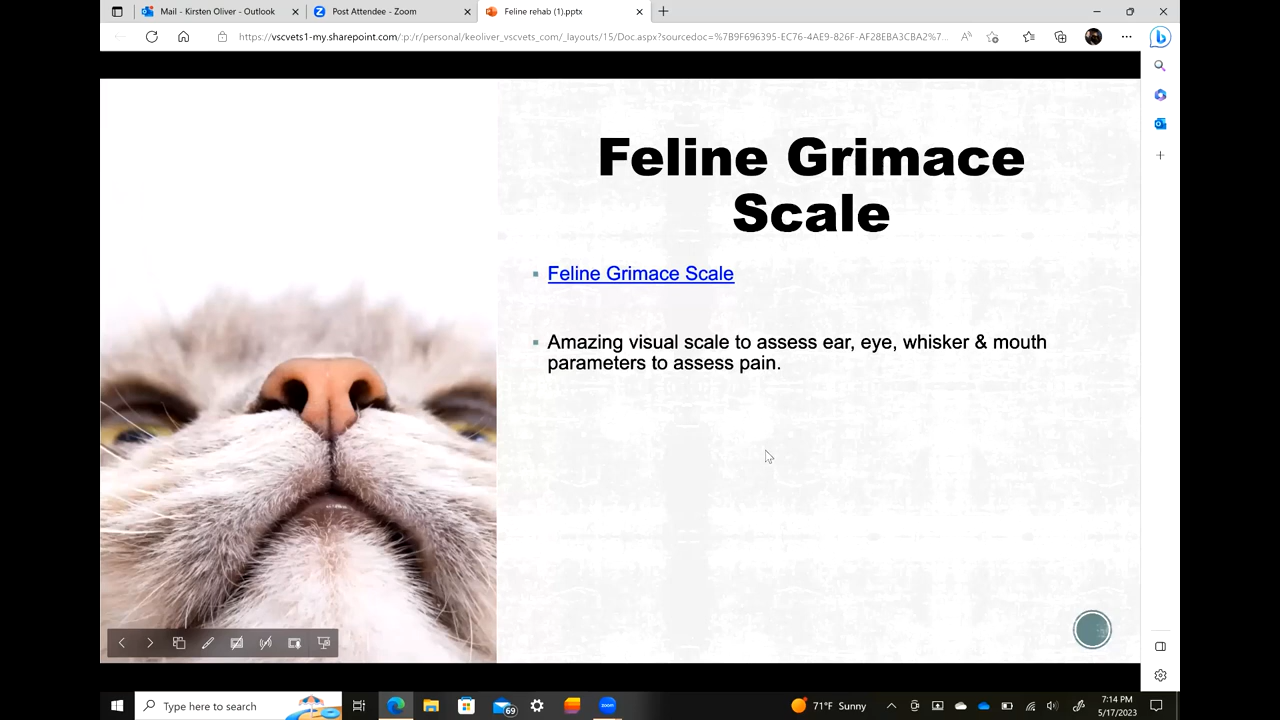 Mail - Kirsten Oliver - Outlook
Post Attendee - Zoom
Feline rehab (1).pptx
https://vscvets1-my.sharepoint.com/:p:/r/personal/keoliver_vscvets_com/_layouts/15/Doc.aspx?sourcedoc=%7B9F696395-EC76-4AE9-826F-AF28EBA3CBA2%7...
Feline Grimace
Scale
Feline Grimace Scale
Amazing visual scale to assess ear, eye, whisker & mouth
parameters to assess pain.
Type here to search
69
zoom
71°F Sunny
7:14 PM
5/17/2023